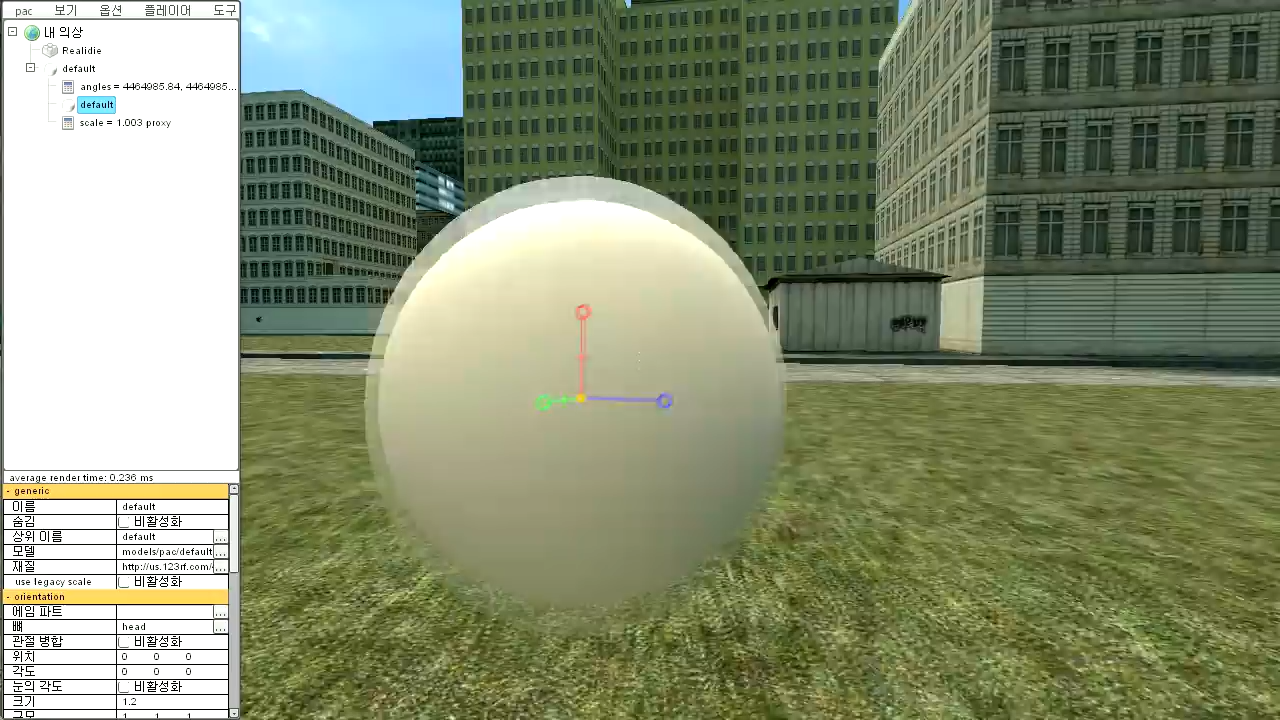 pac 보기 옵션 플레이어 도구
내 의상
Realidie
default
angles = 4464985.84, 4464985...
default
scale = 1.003 proxy
average render time: 0.236 ms
- generic
이름 default
숨김 비활성화
상위 이름 default ...
모델 models/pac/default ...
재질 http://us.123rf.com/ ...
use legacy scale 비활성화
- orientation
에임 파트 ...
뼈 head ...
관절 병합 비활성화
위치 0 0 0
각도 0 0 0
눈의 각도 비활성화
크기 1.2
규모 1 1 1